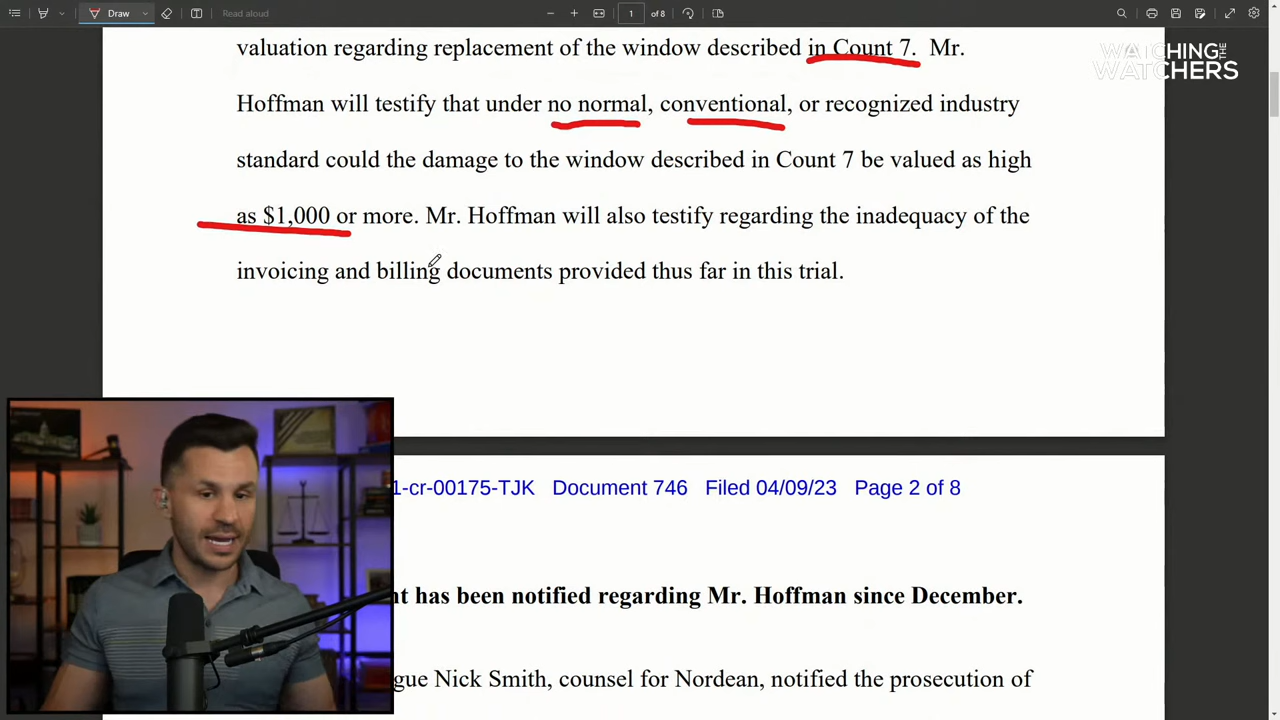 Draw
Read aloud
1
of 8
WATCHING THE
WATCHERS
valuation regarding replacement of the window described in Count 7. Mr.
Hoffman will testify that under no normal, conventional, or recognized industry
standard could the damage to the window described in Count 7 be valued as high
as $1,000 or more. Mr. Hoffman will also testify regarding the inadequacy of the
invoicing and billing documents provided thus far in this trial.
1-cr-00175-TJK Document 746 Filed 04/09/23 Page 2 of 8
nt has been notified regarding Mr. Hoffman since December.
gue Nick Smith, counsel for Nordean, notified the prosecution of